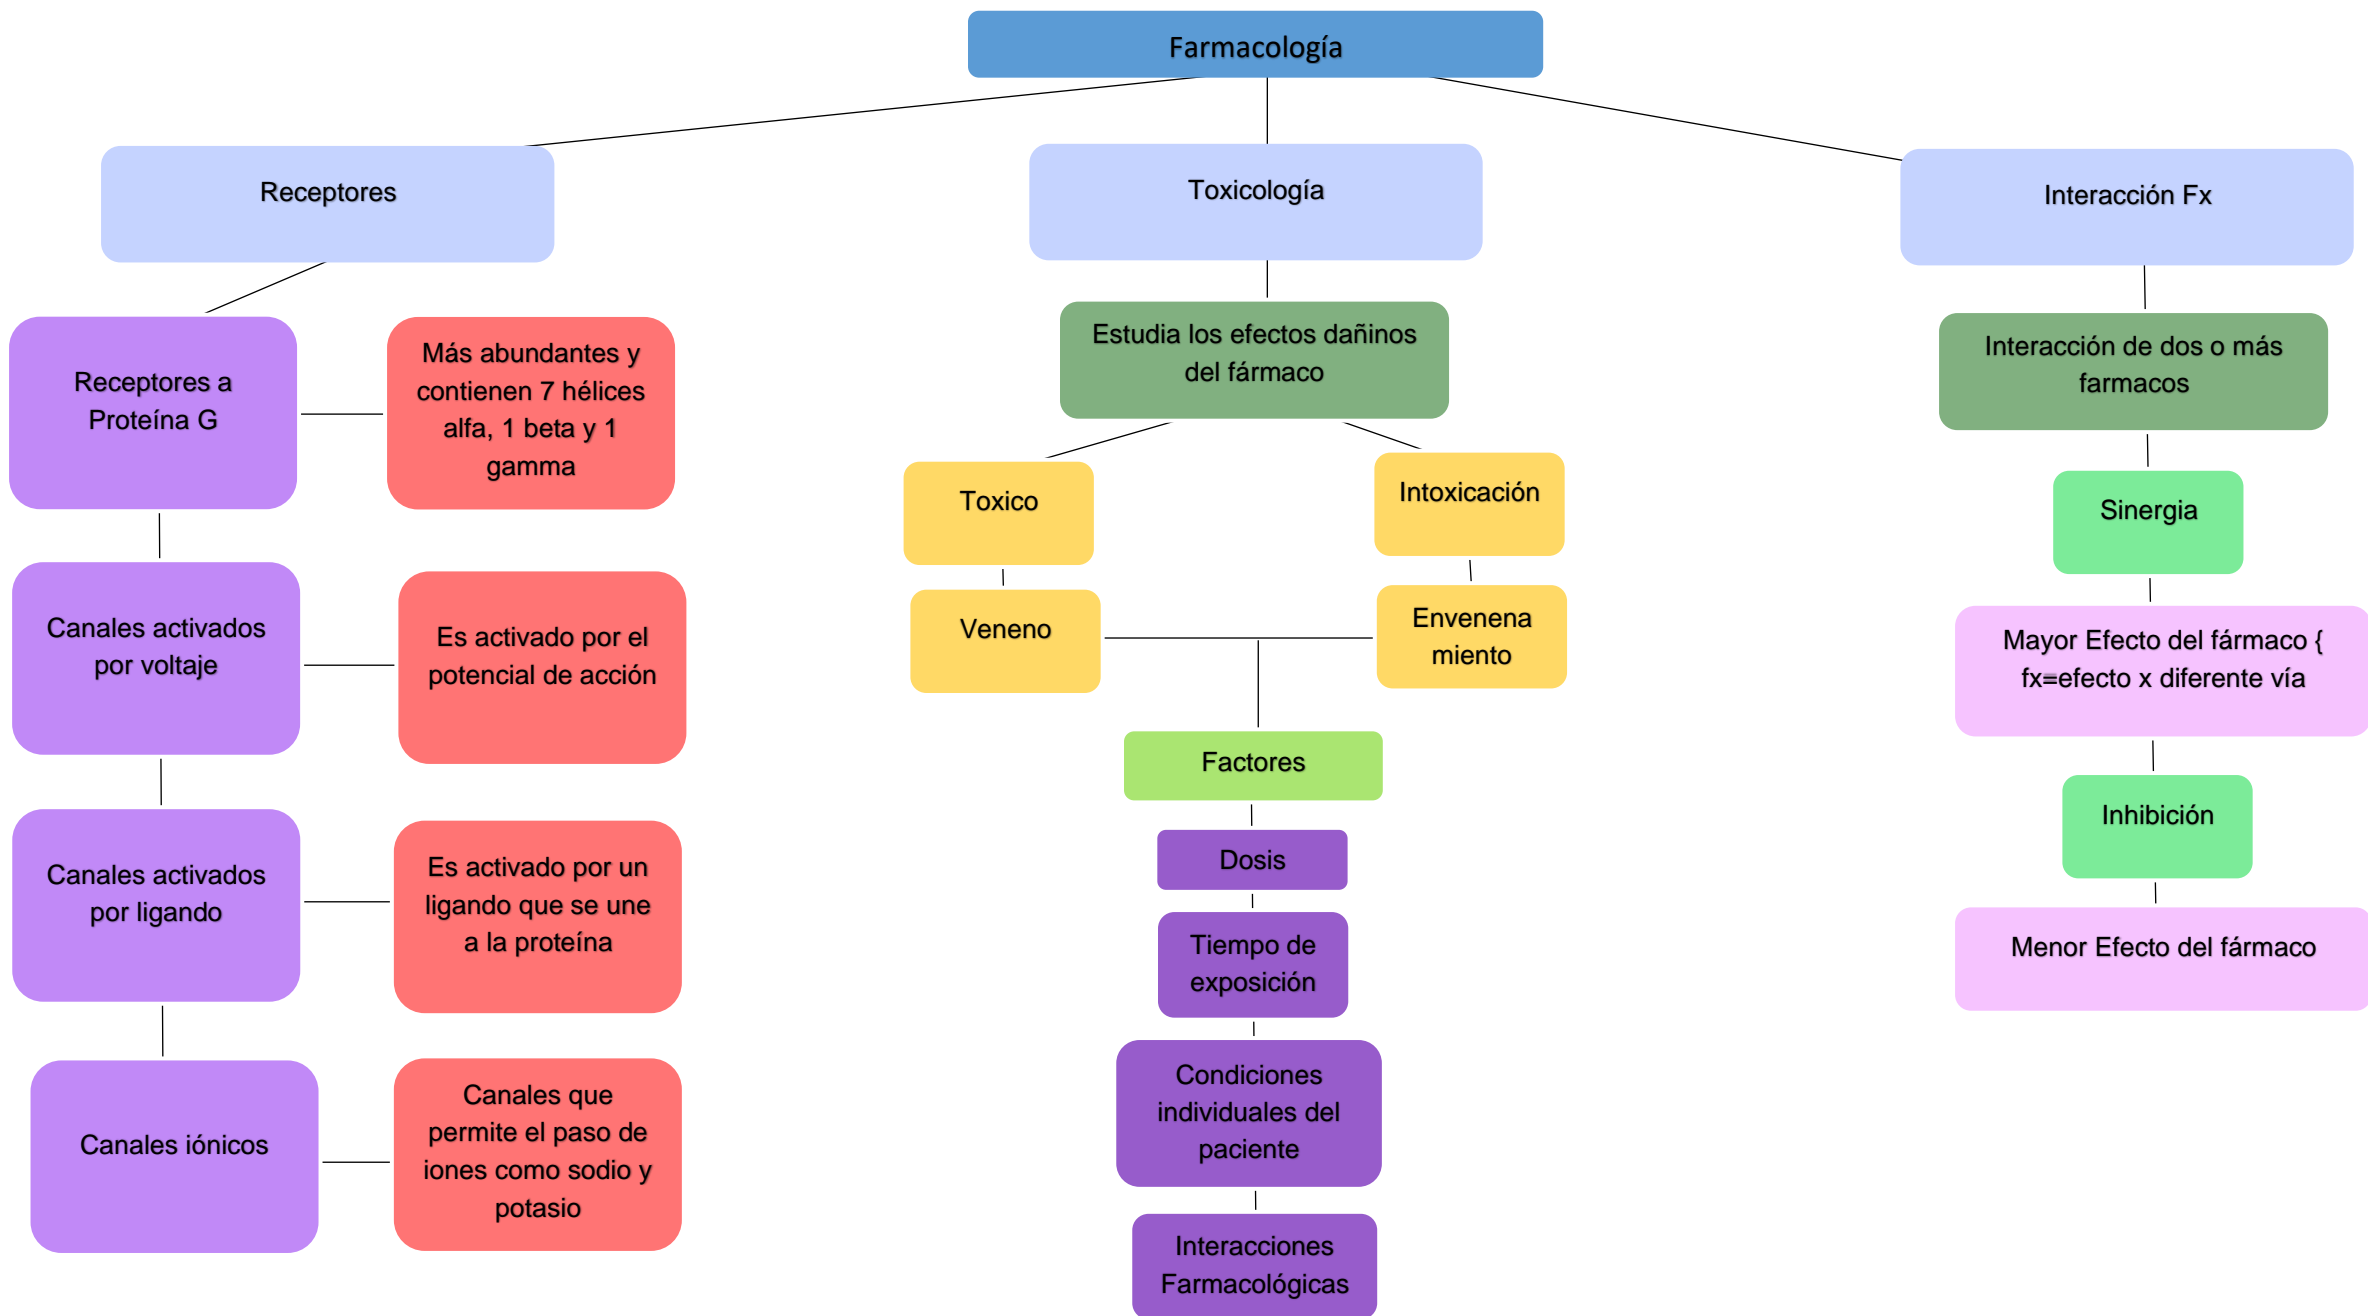 Farmacología
Receptores
Toxicología
Interacción Fx
Receptores a
Proteína G
Más abundantes y
contienen 7 hélices
alfa, 1 beta y 1
gamma
Canales activados
por voltaje
Es activado por el
potencial de acción
Canales activados
por ligando
Es activado por un
ligando que se une
a la proteína
Canales iónicos
Canales que
permite el paso de
iones como sodio y
potasio
Estudia los efectos dañinos
del fármaco
Toxico
Intoxicación
Veneno
Envenena
miento
Factores
Dosis
Tiempo de
exposición
Condiciones
individuales del
paciente
Interacciones
Farmacológicas
Interacción de dos o más
farmacos
Sinergia
Mayor Efecto del fármaco {
fx=efecto x diferente vía
Inhibición
Menor Efecto del fármaco